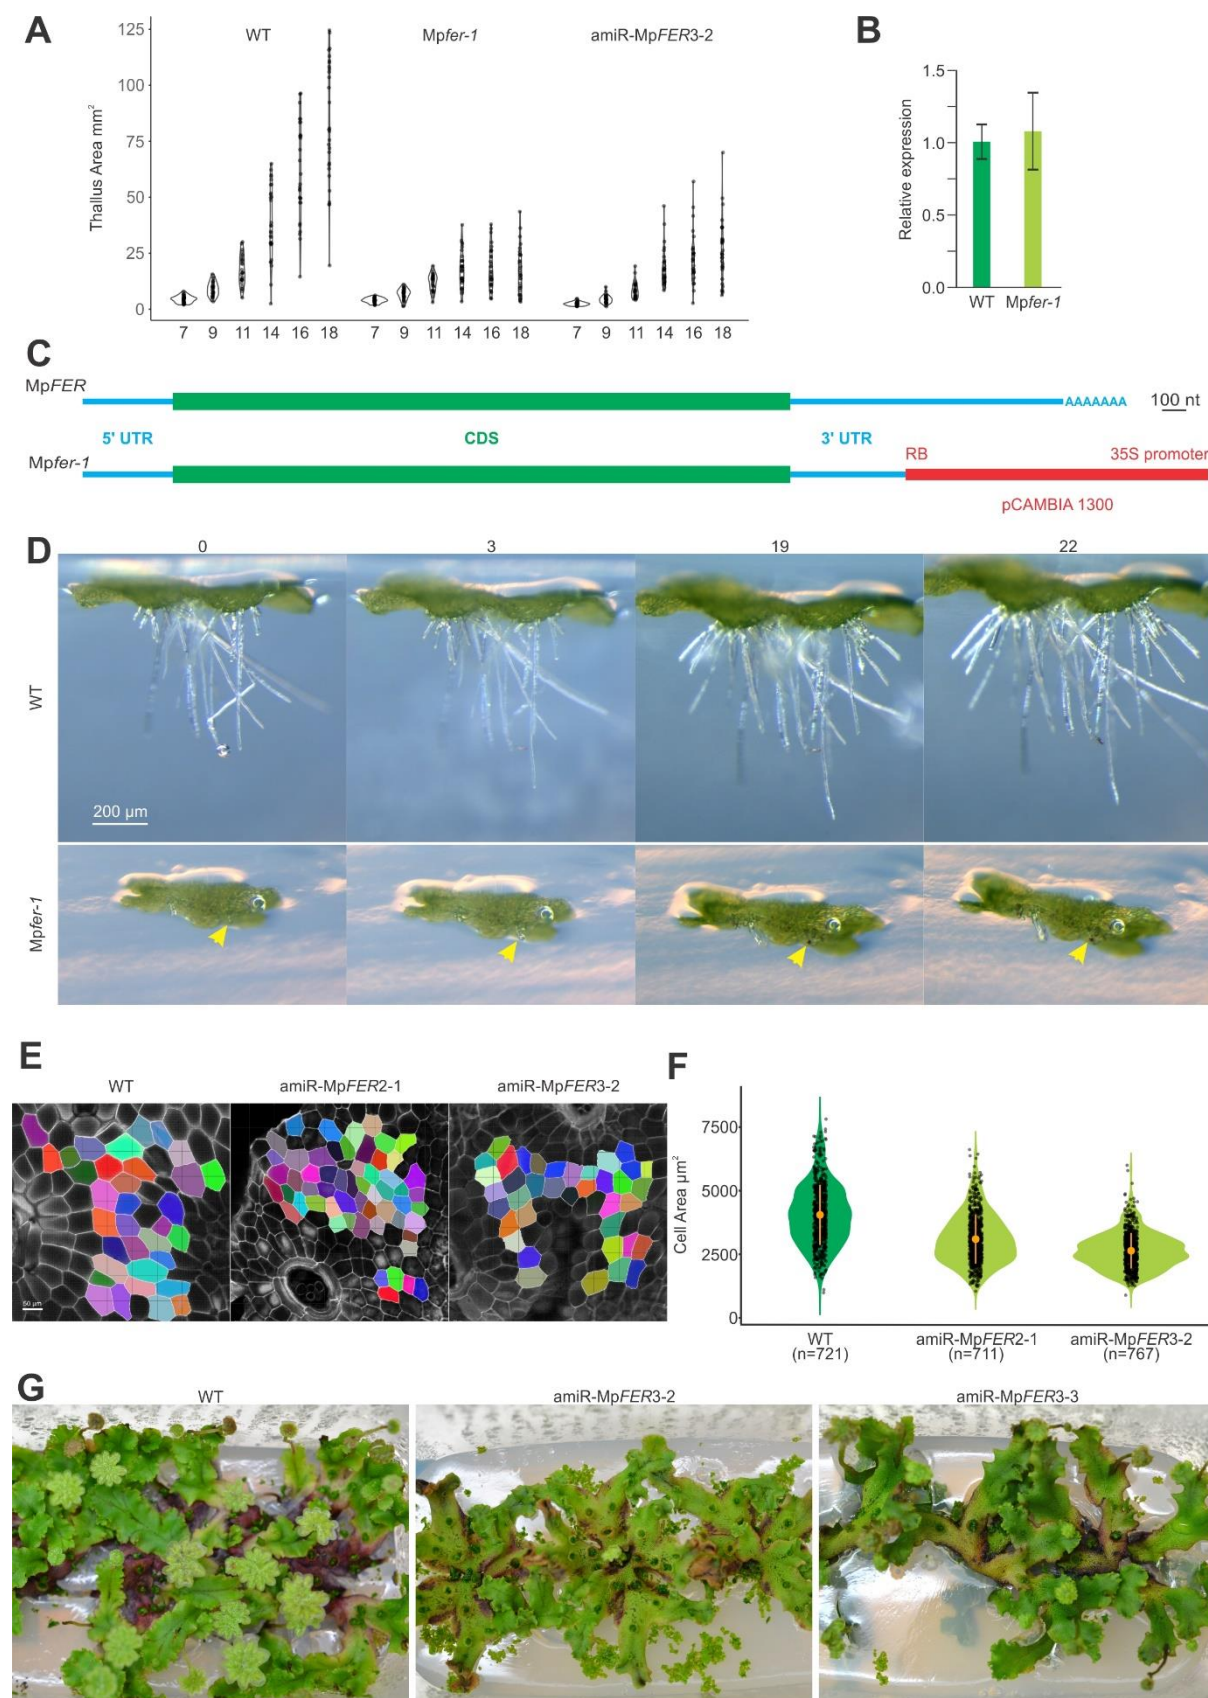 A
WT
Mpfer-1
amiR-MpFER3-2
Thallus Area mm²
125
100
75
50
25
0
7 9 11 14 16 18 7 9 11 14 16 18 7 9 11 14 16 18
B
Relative expression
1.5
1.0
0.5
0.0
WT Mpfer-1
C
MpFER
AAAAAAA
100 nt
5' UTR
CDS
3' UTR
Mpfer-1
RB
35S promoter
pCAMBIA 1300
D
0 3 19 22
WT
200 µm
Mpfer-1
E
WT
amiR-MpFER2-1
amiR-MpFER3-2
50 µm
F
Cell Area µm²
7500
5000
2500
0
WT
(n=721)
amiR-MpFER2-1
(n=711)
amiR-MpFER3-2
(n=767)
G
WT
amiR-MpFER3-2
amiR-MpFER3-3